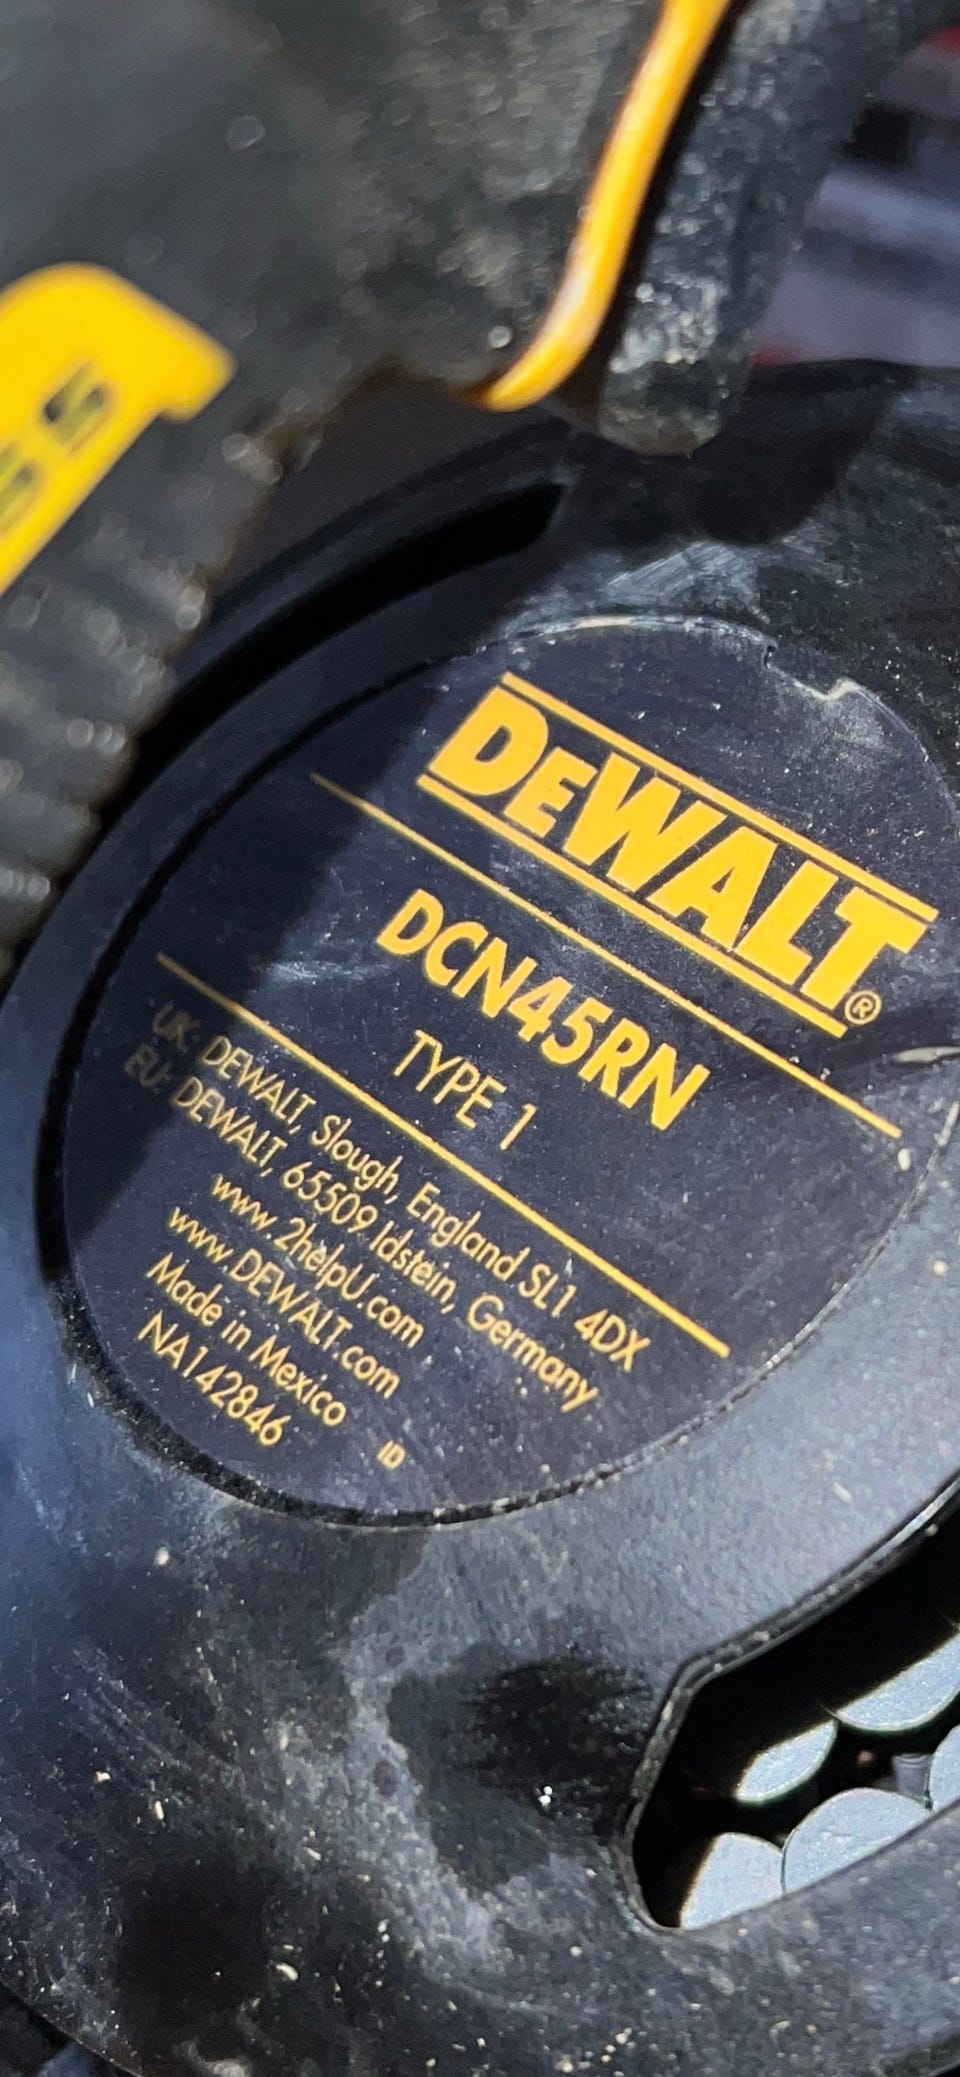 DEWALT®
DCN45RN
TYPE 1
UK: DEWALT, Slough, England SL1 4DX
EU: DEWALT, 65509 Idstein, Germany
www.2helpU.com
www.DEWALT.com
Made in Mexico
NA142846
ID